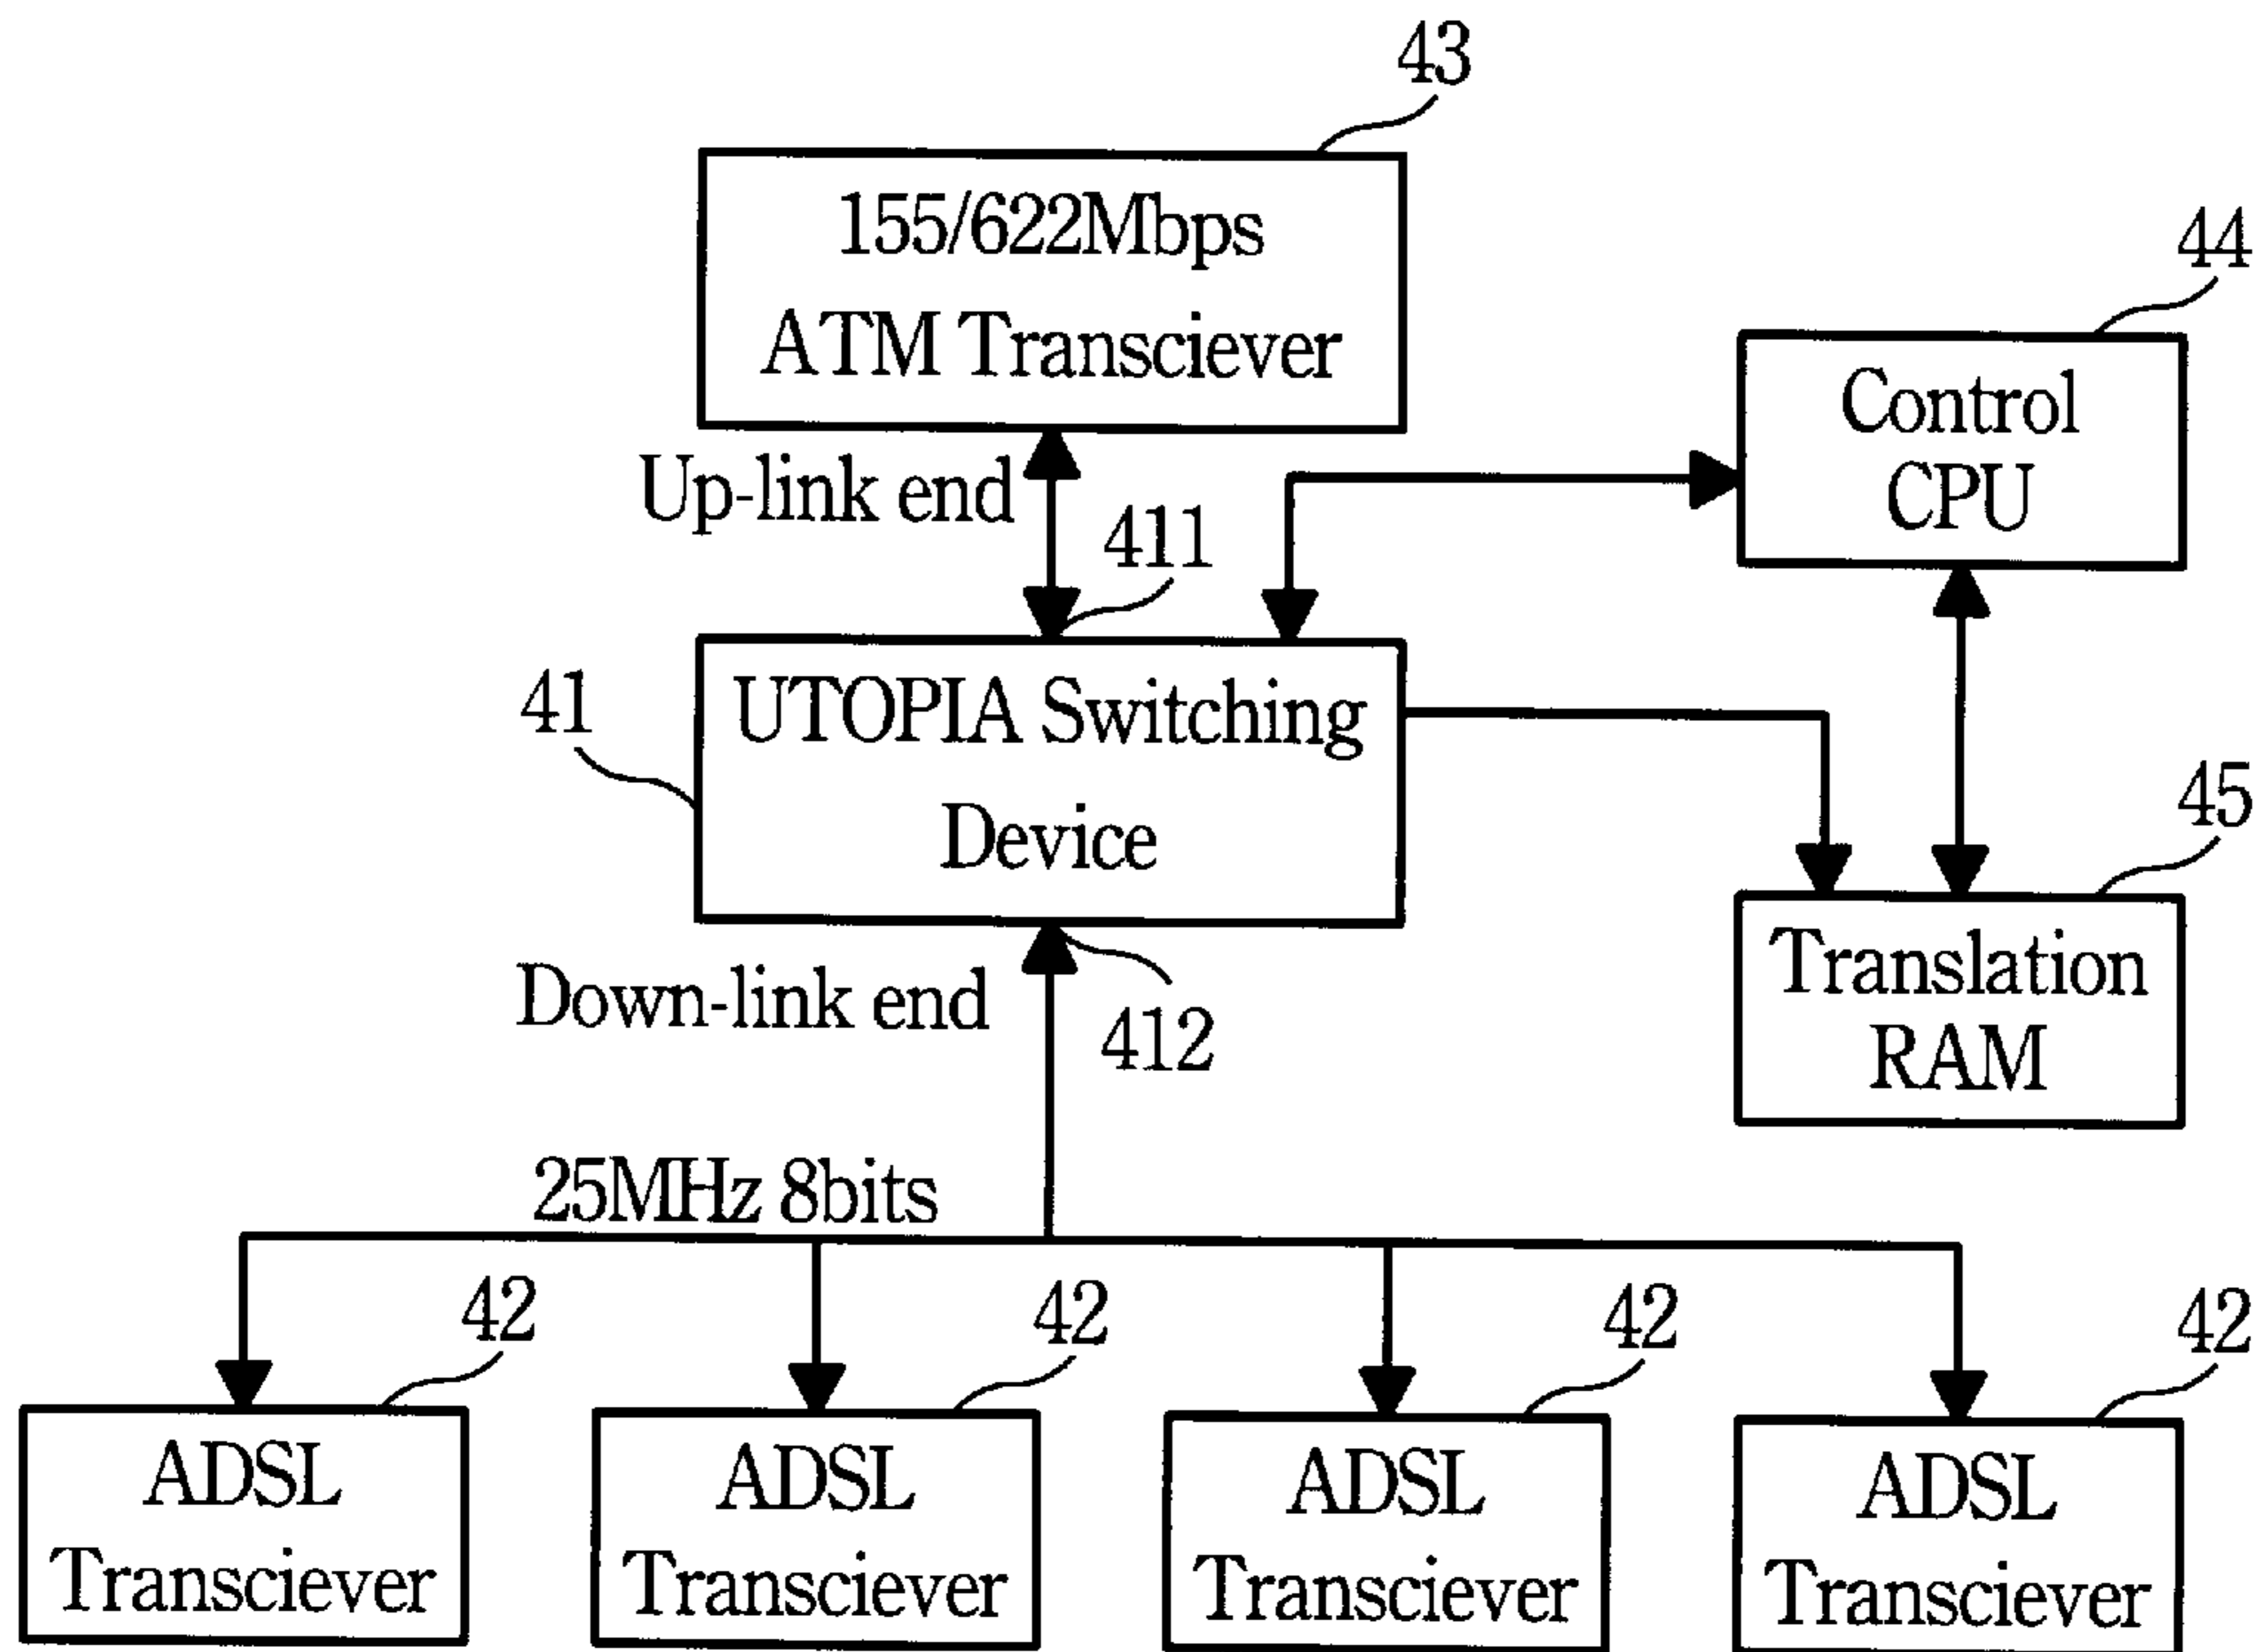 43
155/622Mbps
ATM Transciever
44
Control
CPU
Up-link end
411
41
UTOPIA Switching
Device
45
Translation
RAM
Down-link end
412
25MHz 8bits
42
42
42
42
ADSL
Transciever
ADSL
Transciever
ADSL
Transciever
ADSL
Transciever